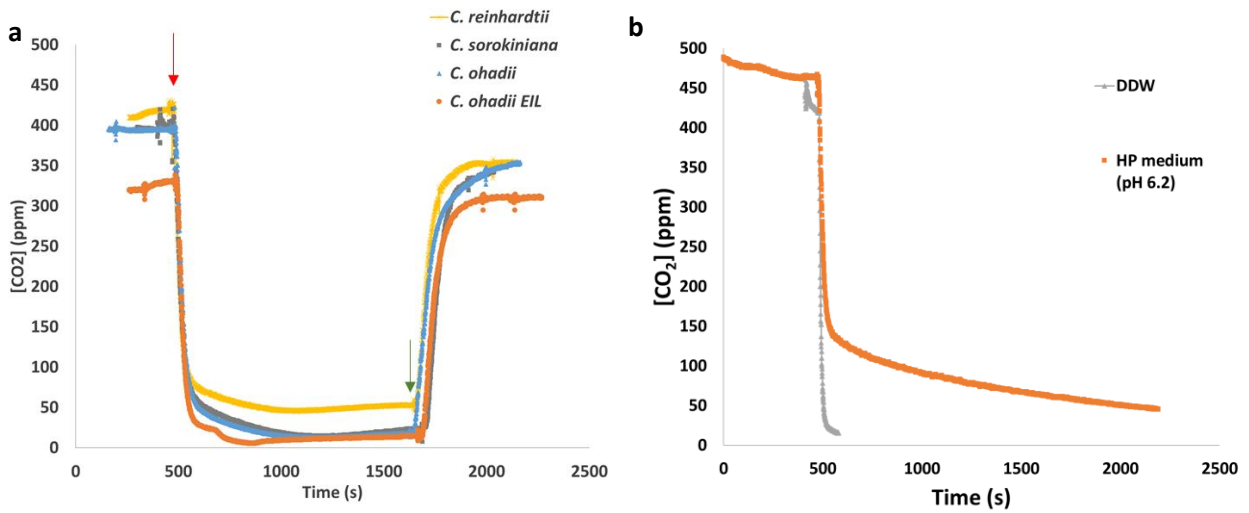 a
C. reinhardtii
C. sorokiniana
C. ohadii
C. ohadii EIL
[CO2] (ppm)
500
450
400
350
300
250
200
150
100
50
0
0 500 1000 1500 2000 2500
Time (s)
b
DDW
HP medium
(pH 6.2)
[CO₂] (ppm)
500
450
400
350
300
250
200
150
100
50
0
0 500 1000 1500 2000 2500
Time (s)